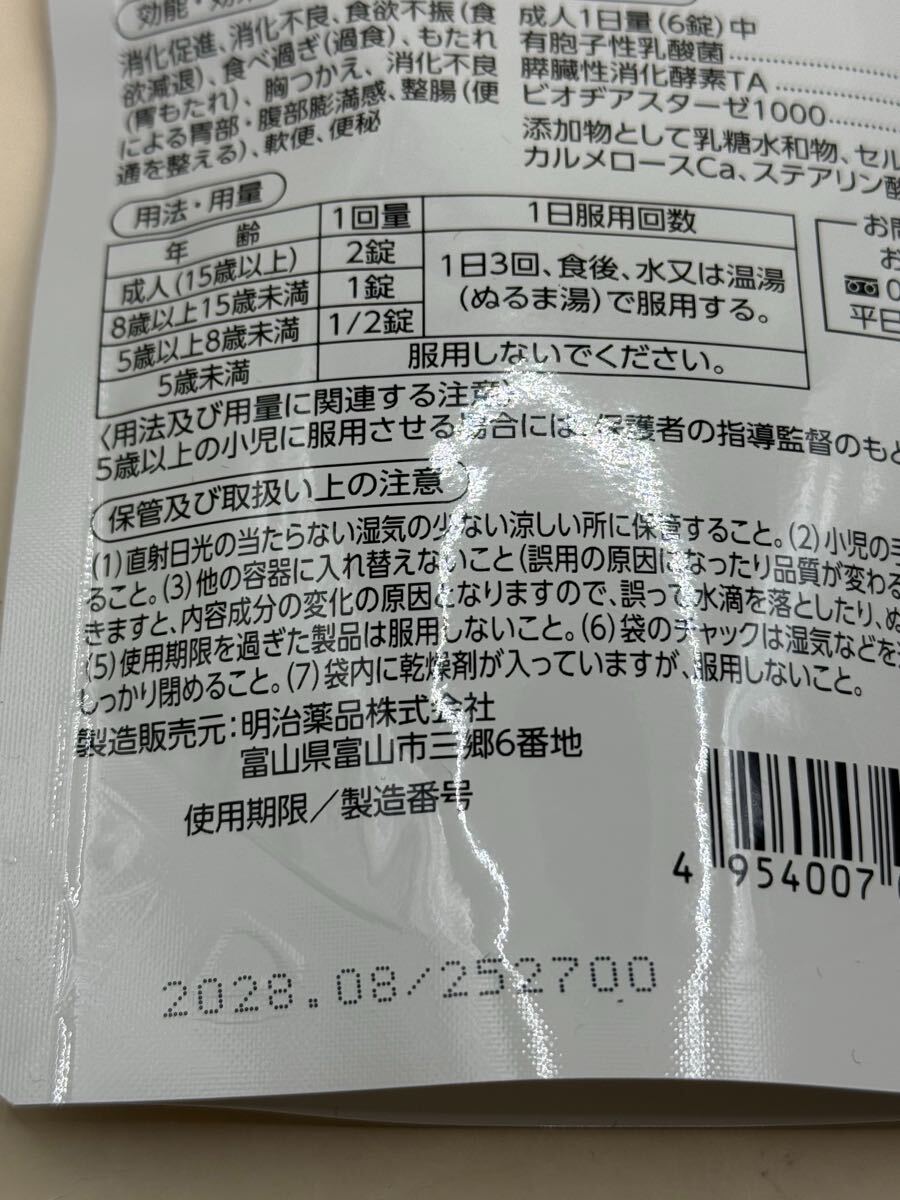 効能・効果
消化促進、消化不良、食欲不振(食
欲減退)、食べ過ぎ(過食)、もたれ
(胃もたれ)、胸つかえ、消化不良
による胃部・腹部膨満感、整腸(便
通を整える)、軟便、便秘
成人1日量(6錠)中
有胞子性乳酸菌
膵臓性消化酵素TA
ビオヂアスターゼ1000
添加物として乳糖水和物、セル
カルメロースCa、ステアリン酸
用法・用量
年 齢 1回量 1日服用回数
成人(15歳以上) 2錠
8歳以上15歳未満 1錠
5歳以上8歳未満 1/2錠
1日3回、食後、水又は温湯
(ぬるま湯)で服用する。
5歳未満 服用しないでください。
〈用法及び用量に関連する注意〉
5歳以上の小児に服用させる場合には、保護者の指導監督のもと
お
0
平日
保管及び取扱い上の注意
(1)直射日光の当たらない湿気の少ない涼しい所に保管すること。(2)小児の手
ること。(3)他の容器に入れ替えないこと(誤用の原因になったり品質が変わる
きますと、内容成分の変化の原因となりますので、誤って水滴を落としたり、ぬ
(5)使用期限を過ぎた製品は服用しないこと。(6)袋のチャックは湿気などを
しっかり閉めること。(7)袋内に乾燥剤が入っていますが、服用しないこと。
製造販売元:明治薬品株式会社
富山県富山市三郷6番地
使用期限/製造番号
4 954007
2028.08/252700